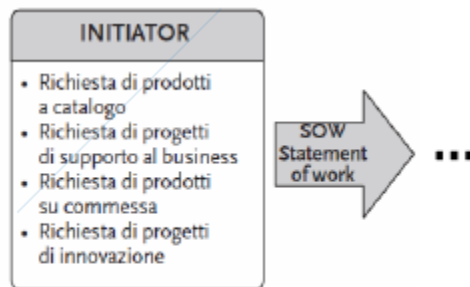 INITIATOR
• Richiesta di prodotti
a catalogo
• Richiesta di progetti
di supporto al business
• Richiesta di prodotti
su commessa
• Richiesta di progetti
di innovazione
SOW
Statement
of work
...